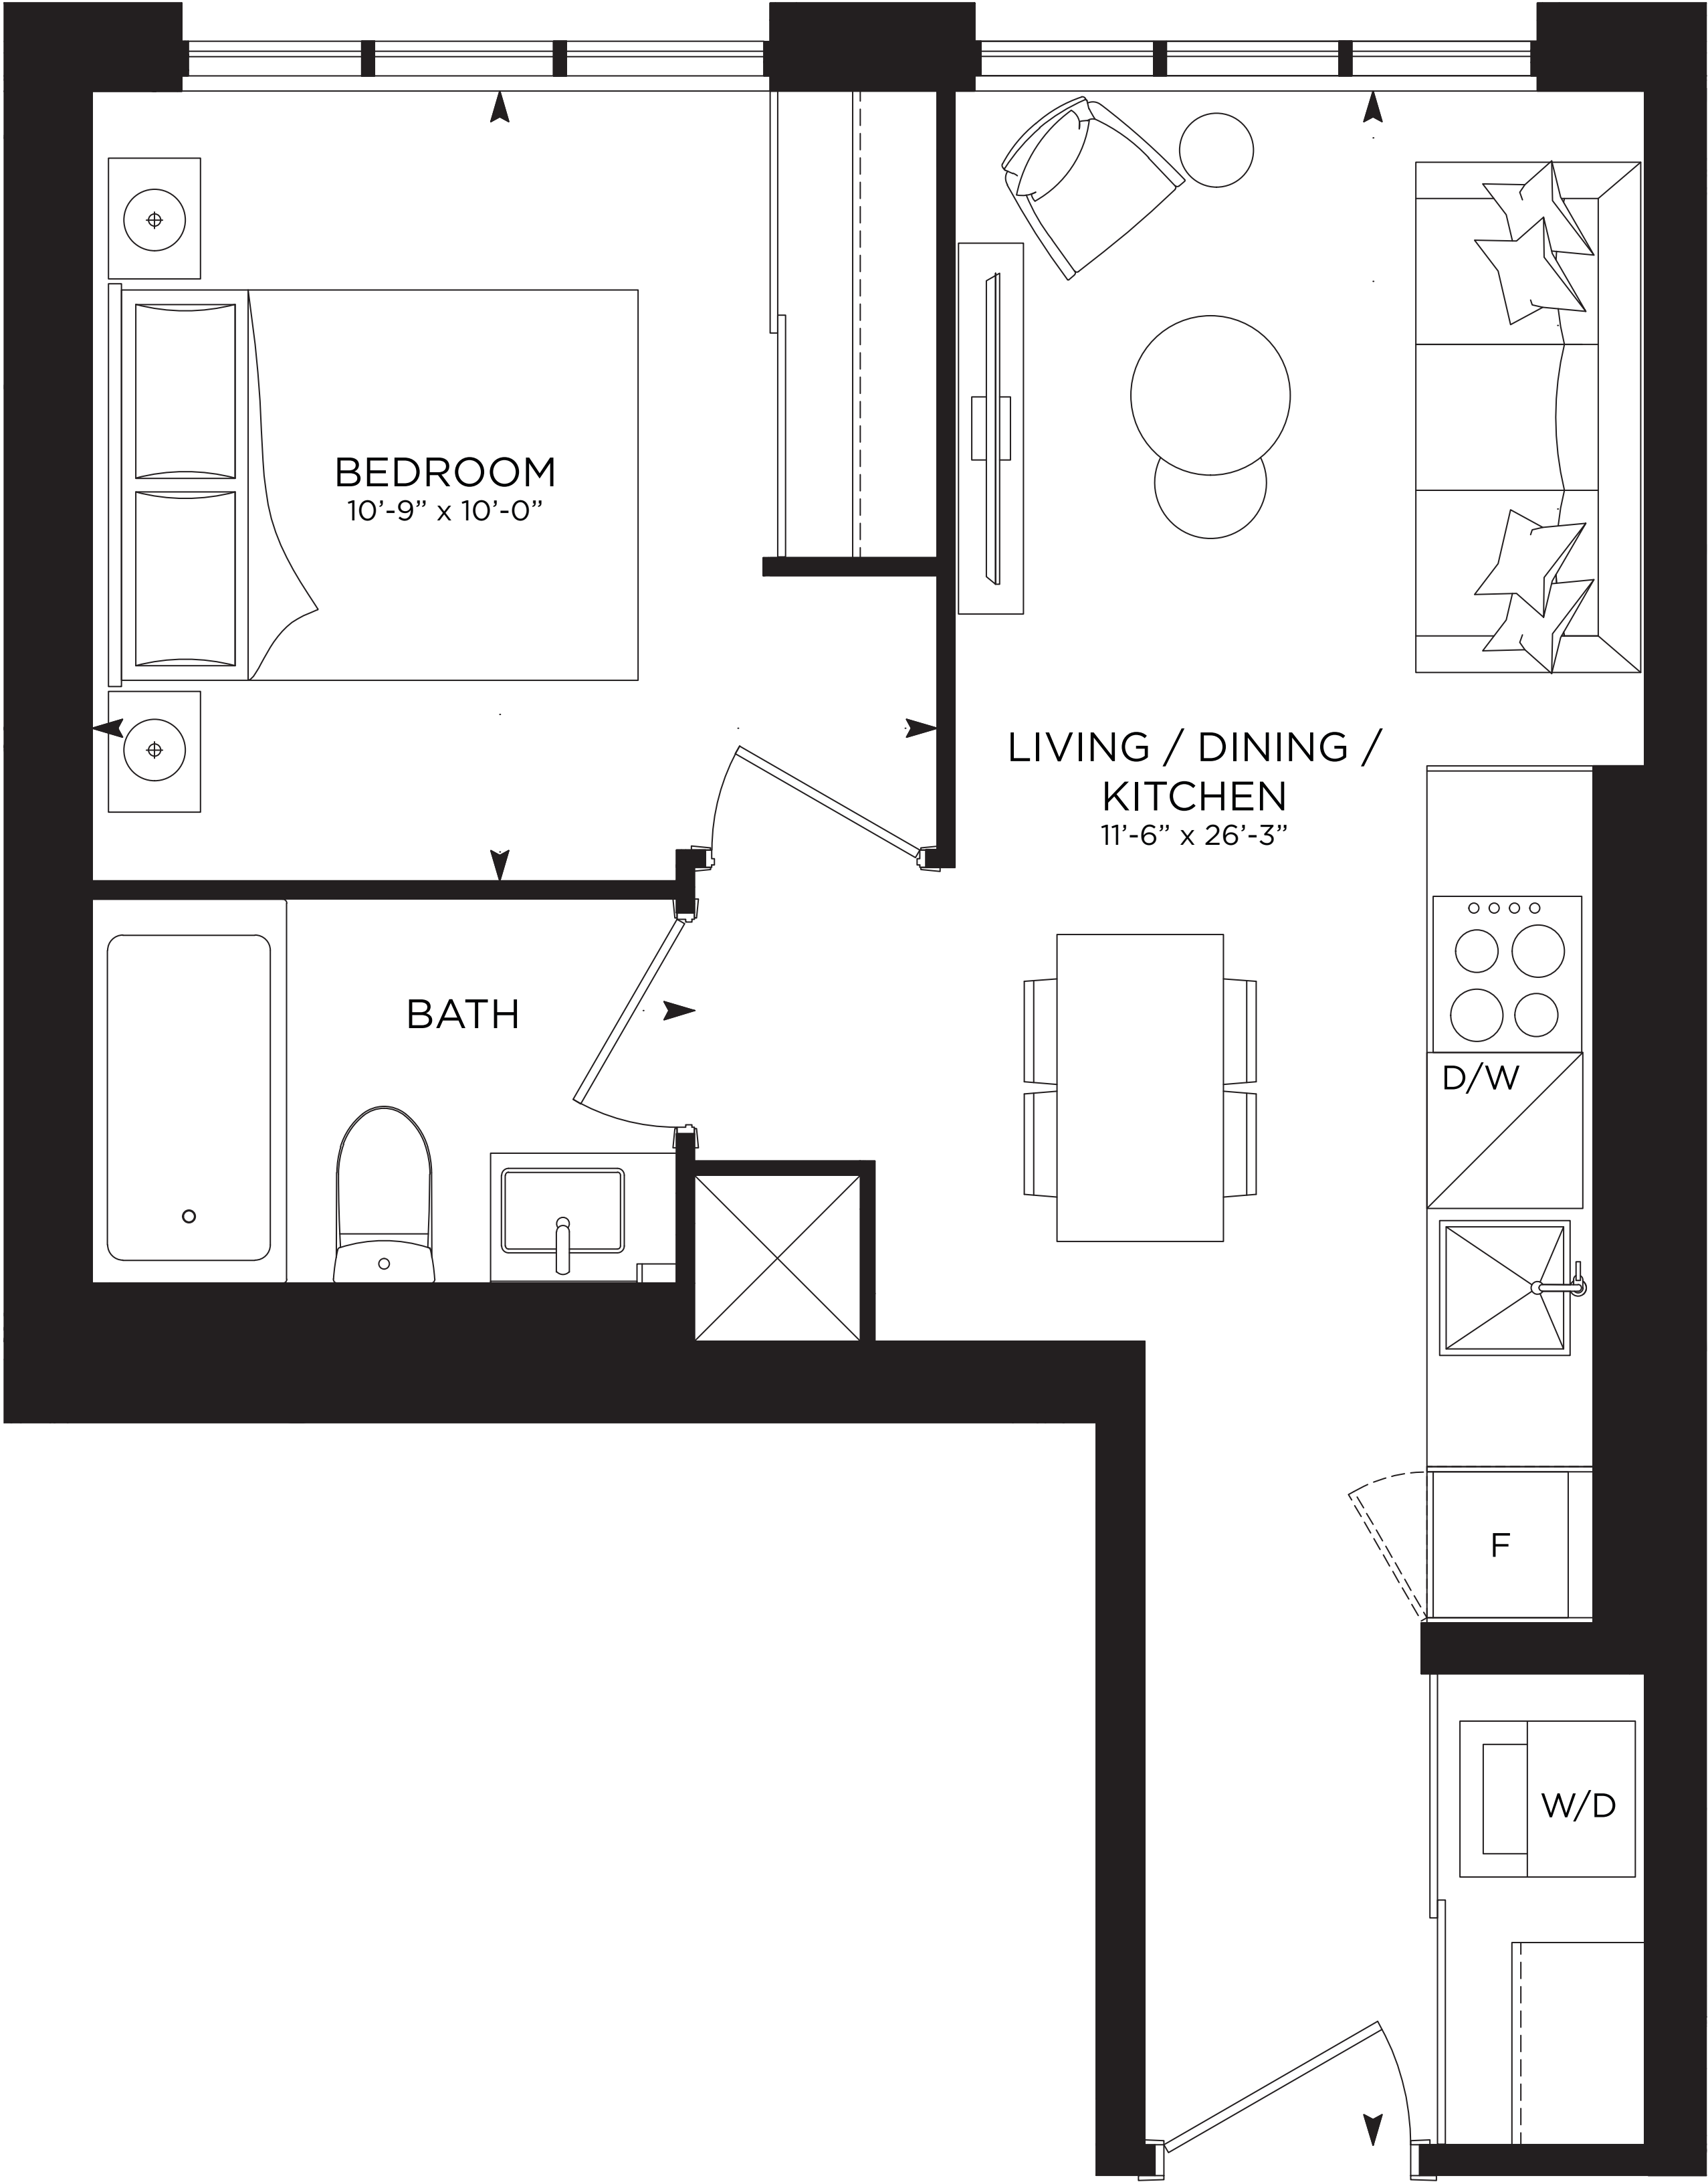 BEDROOM
10’-9” x 10’-0”
LIVING / DINING /
KITCHEN
11’-6” x 26’-3”
BATH
D/W
F
W/D